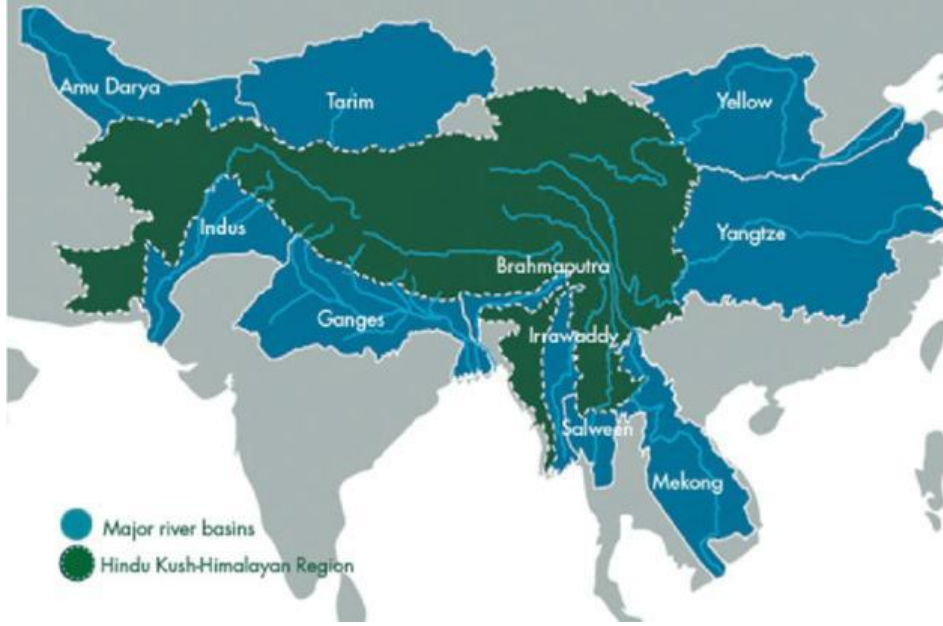 Amu Darya
Tarim
Yellow
Indus
Yangtze
Brahmaputra
Ganges
Irrawaddy
Salween
Mekong
Major river basins
Hindu Kush-Himalayan Region